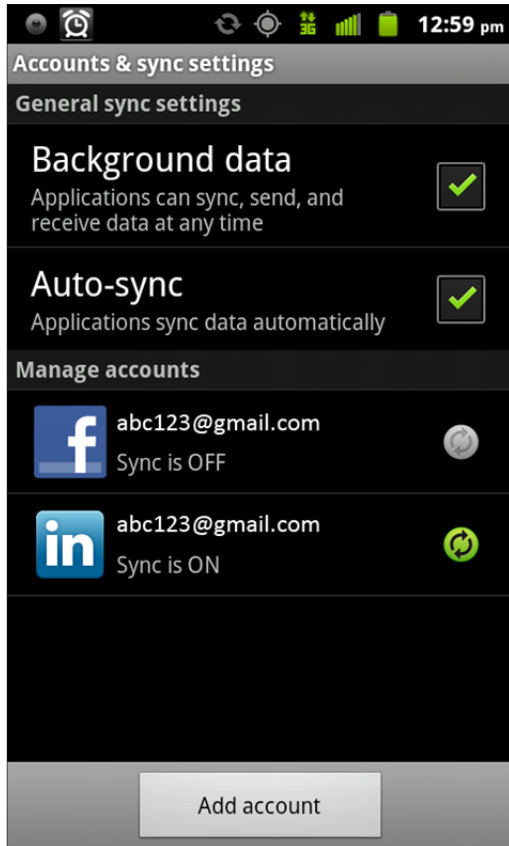 3G 12:59 pm
Accounts & sync settings
General sync settings
Background data
Applications can sync, send, and
receive data at any time
Auto-sync
Applications sync data automatically
Manage accounts
f abc123@gmail.com
Sync is OFF
in abc123@gmail.com
Sync is ON
Add account